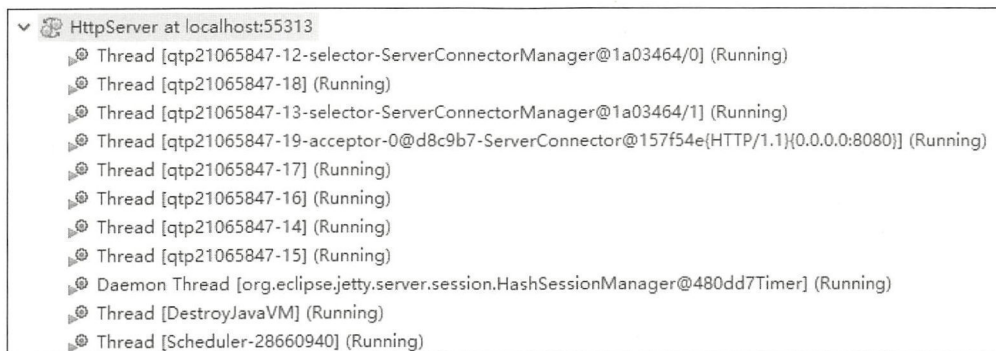 HttpServer at localhost:55313
Thread [qtp21065847-12-selector-ServerConnectorManager@1a03464/0] (Running)
Thread [qtp21065847-18] (Running)
Thread [qtp21065847-13-selector-ServerConnectorManager@1a03464/1] (Running)
Thread [qtp21065847-19-acceptor-0@d8c9b7-ServerConnector@157f54e{HTTP/1.1}{0.0.0.0:8080}] (Running)
Thread [qtp21065847-17] (Running)
Thread [qtp21065847-16] (Running)
Thread [qtp21065847-14] (Running)
Thread [qtp21065847-15] (Running)
Daemon Thread [org.eclipse.jetty.server.session.HashSessionManager@480dd7Timer] (Running)
Thread [DestroyJavaVM] (Running)
Thread [Scheduler-28660940] (Running)